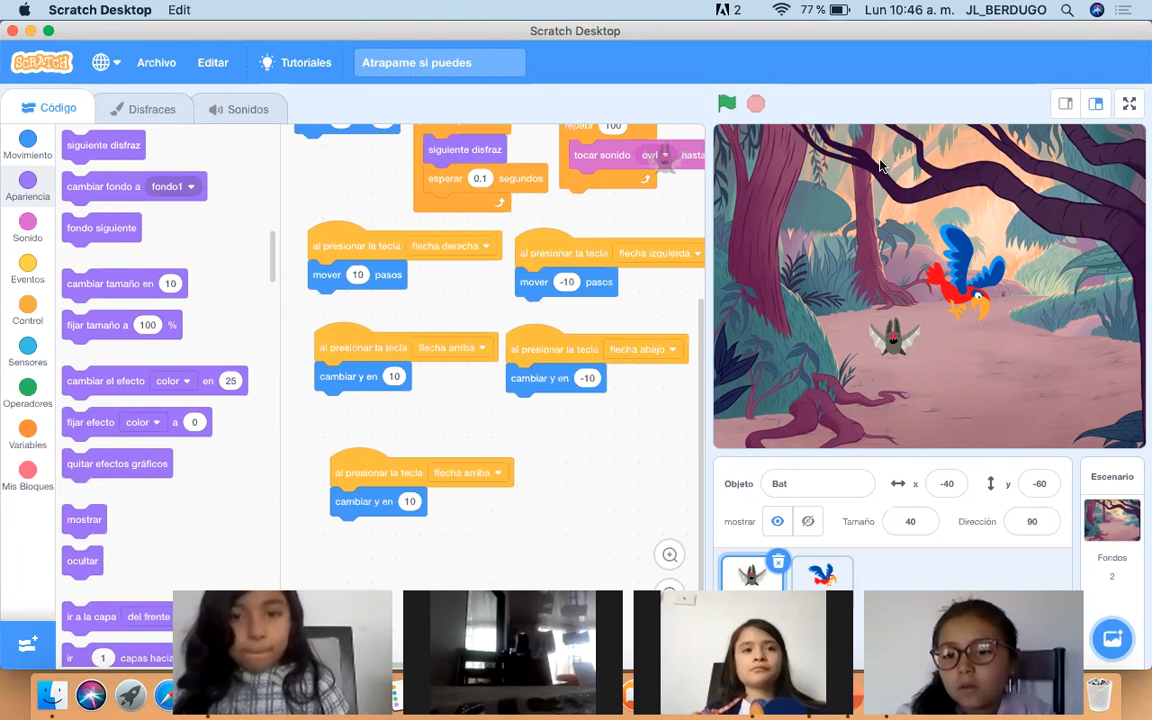 Scratch Desktop Edit 2 77 % Lun 10:46 a. m. JL_BERDUGO
Scratch Desktop
SCRATCH Archivo Editar Tutoriales Atrapame si puedes
Código Disfraces Sonidos
Movimiento
Apariencia
Sonido
Eventos
Control
Sensores
Operadores
Variables
Mis Bloques
siguiente disfraz
cambiar fondo a fondo1
fondo siguiente
cambiar tamaño en 10
fijar tamaño a 100 %
cambiar el efecto color en 25
fijar efecto color a 0
quitar efectos gráficos
mostrar
ocultar
ir a la capa del frente
ir 1 capas hacia
siguiente disfraz
esperar 0.1 segundos
repetir 100
tocar sonido owl hasta
al presionar la tecla flecha derecha
mover 10 pasos
al presionar la tecla flecha izquierda
mover -10 pasos
al presionar la tecla flecha arriba
cambiar y en 10
al presionar la tecla flecha abajo
cambiar y en -10
al presionar la tecla flecha arriba
cambiar y en 10
Objeto Bat x -40 y -60
mostrar Tamaño 40 Dirección 90
Escenario
Fondos
2